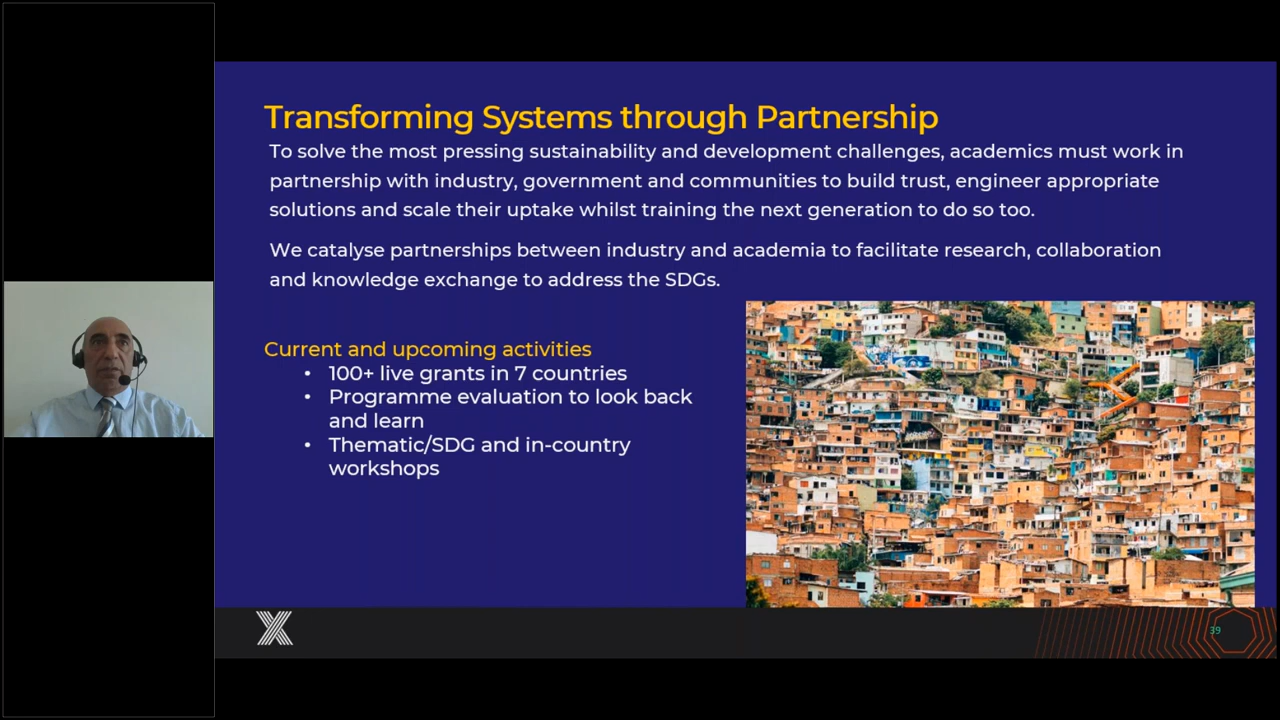 Transforming Systems through Partnership
To solve the most pressing sustainability and development challenges, academics must work in
partnership with industry, government and communities to build trust, engineer appropriate
solutions and scale their uptake whilst training the next generation to do so too.
We catalyse partnerships between industry and academia to facilitate research, collaboration
and knowledge exchange to address the SDGs.
Current and upcoming activities
• 100+ live grants in 7 countries
• Programme evaluation to look back
and learn
• Thematic/SDG and in-country
workshops
39